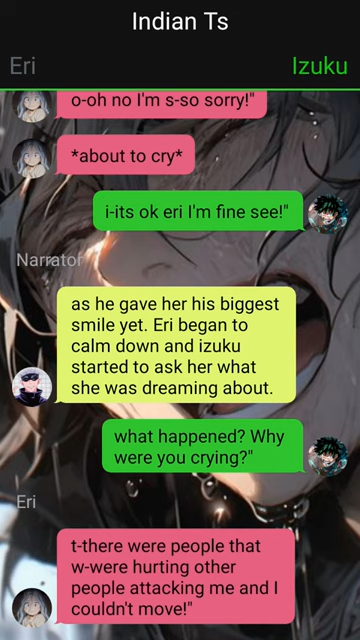 Indian Ts
Eri
Izuku
o-oh no I'm s-so sorry!"
*about to cry*
i-its ok eri I'm fine see!"
Narrator
as he gave her his biggest
smile yet. Eri began to
calm down and izuku
started to ask her what
she was dreaming about.
what happened? Why
were you crying?"
Eri
t-there were people that
w-were hurting other
people attacking me and I
couldn't move!"